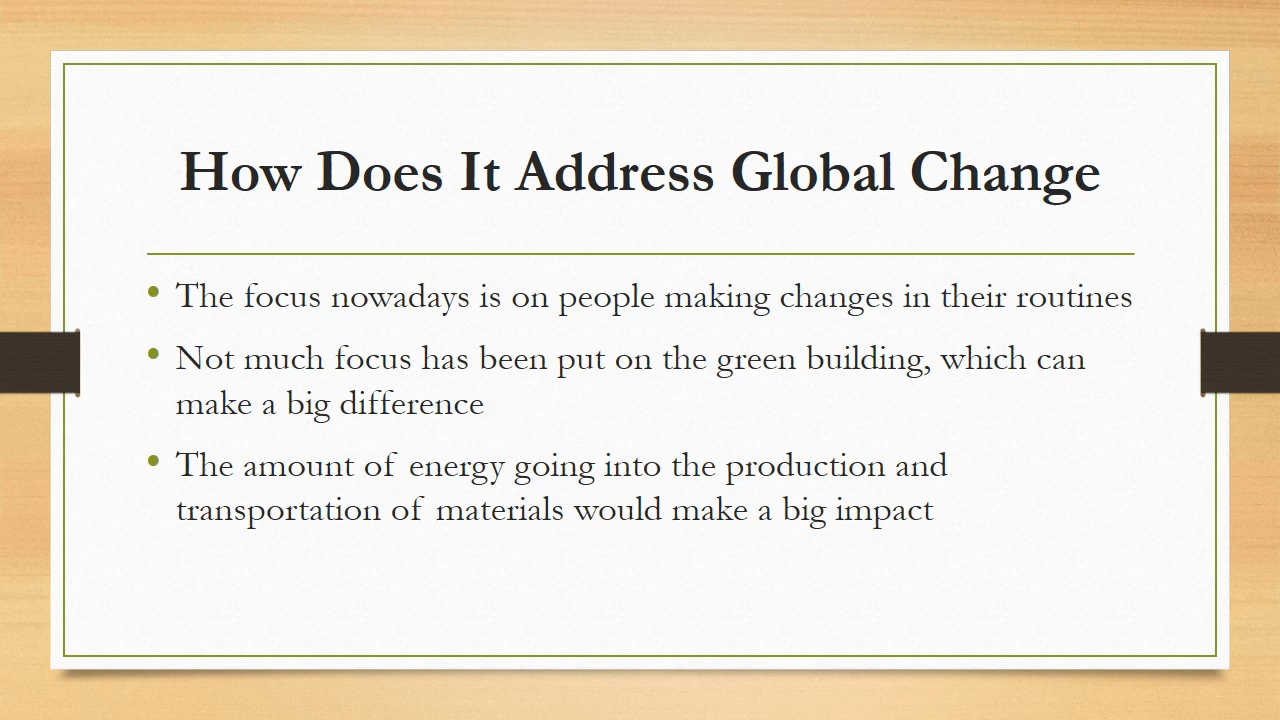 How Does It Address Global Change
• The focus nowadays is on people making changes in their routines
• Not much focus has been put on the green building, which can
make a big difference
• The amount of energy going into the production and
transportation of materials would make a big impact